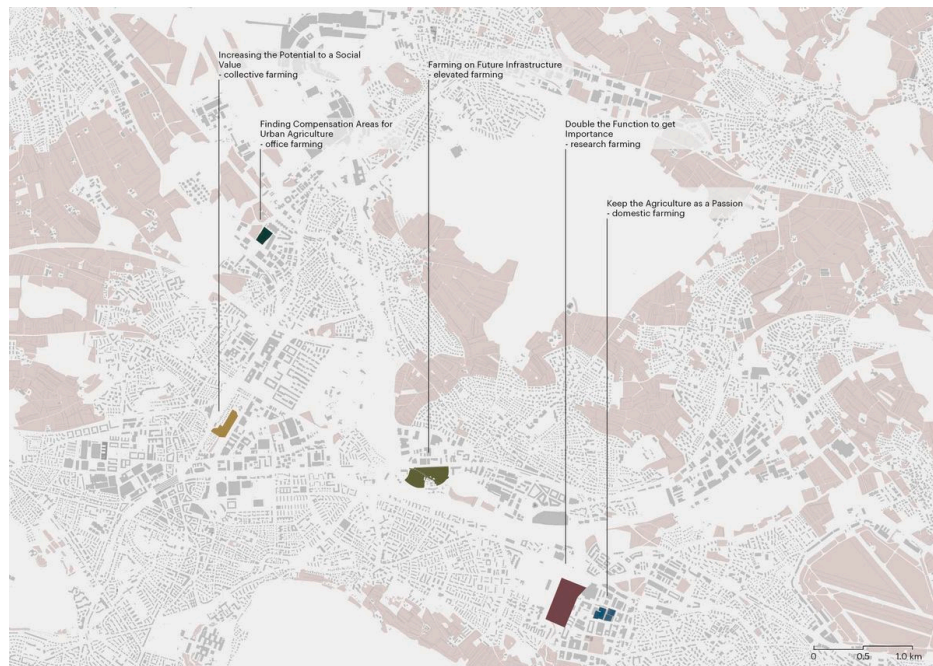 Increasing the Potential to a Social
Value
- collective farming
Farming on Future Infrastructure
- elevated farming
Finding Compensation Areas for
Urban Agriculture
- office farming
Double the Function to get
Importance
- research farming
Keep the Agriculture as a Passion
- domestic farming
0 0.5 1.0 km